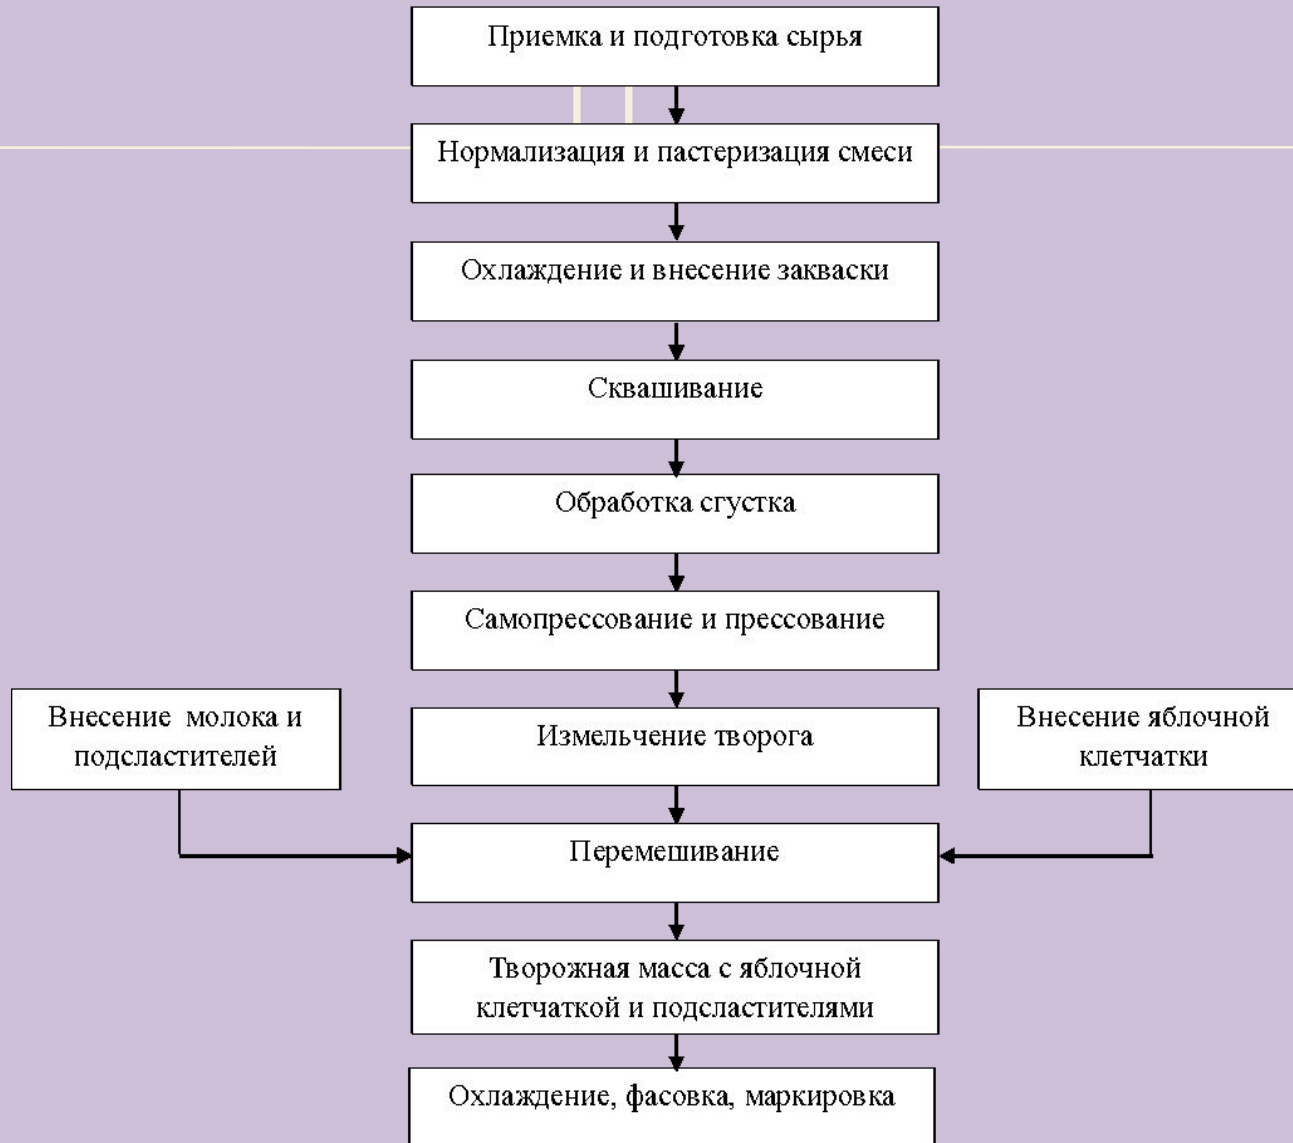 Приемка и подготовка сырья
Нормализация и пастеризация смеси
Охлаждение и внесение закваски
Сквашивание
Обработка сгустка
Самопрессование и прессование
Внесение молока и
подсластителей
Измельчение творога
Внесение яблочной
клетчатки
Перемешивание
Творожная масса с яблочной
клетчаткой и подсластителями
Охлаждение, фасовка, маркировка